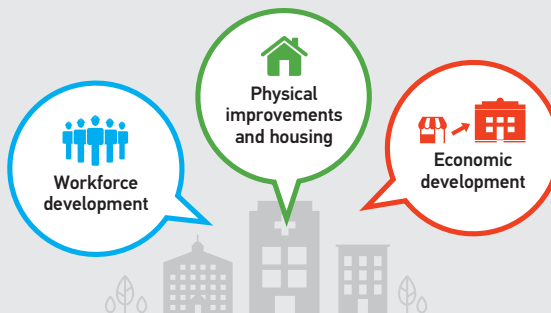 Workforce
development
Physical
improvements
and housing
Economic
development